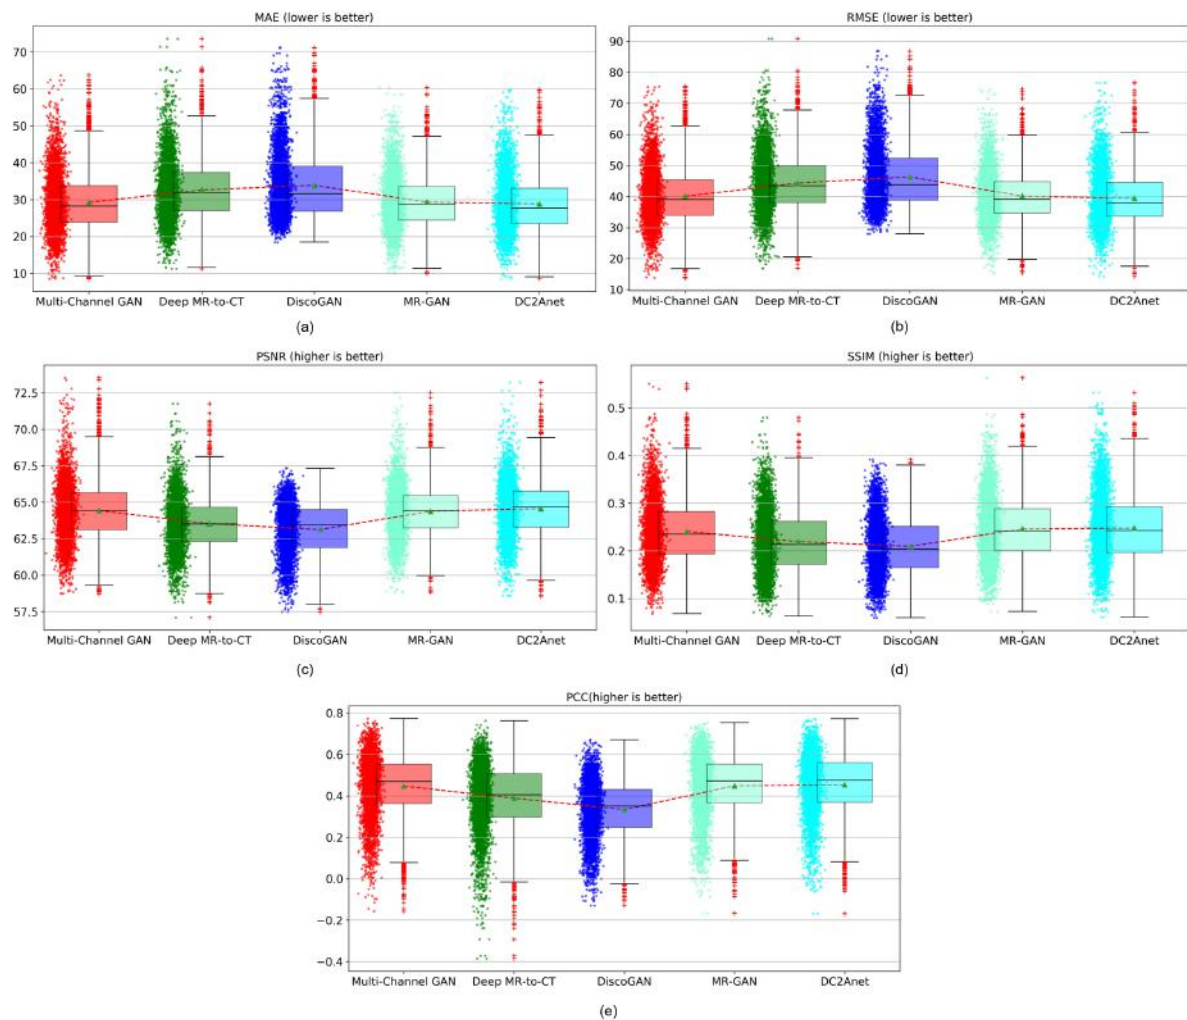 MAE (lower is better)
70
60
50
40
30
20
10
Multi-Channel GAN Deep MR-to-CT DiscoGAN MR-GAN DC2Anet
(a)
RMSE (lower is better)
90
80
70
60
50
40
30
20
10
Multi-Channel GAN Deep MR-to-CT DiscoGAN MR-GAN DC2Anet
(b)
PSNR (higher is better)
72.5
70.0
67.5
65.0
62.5
60.0
57.5
Multi-Channel GAN Deep MR-to-CT DiscoGAN MR-GAN DC2Anet
(c)
SSIM (higher is better)
0.5
0.4
0.3
0.2
0.1
Multi-Channel GAN Deep MR-to-CT DiscoGAN MR-GAN DC2Anet
(d)
PCC(higher is better)
0.8
0.6
0.4
0.2
0.0
−0.2
−0.4
Multi-Channel GAN Deep MR-to-CT DiscoGAN MR-GAN DC2Anet
(e)